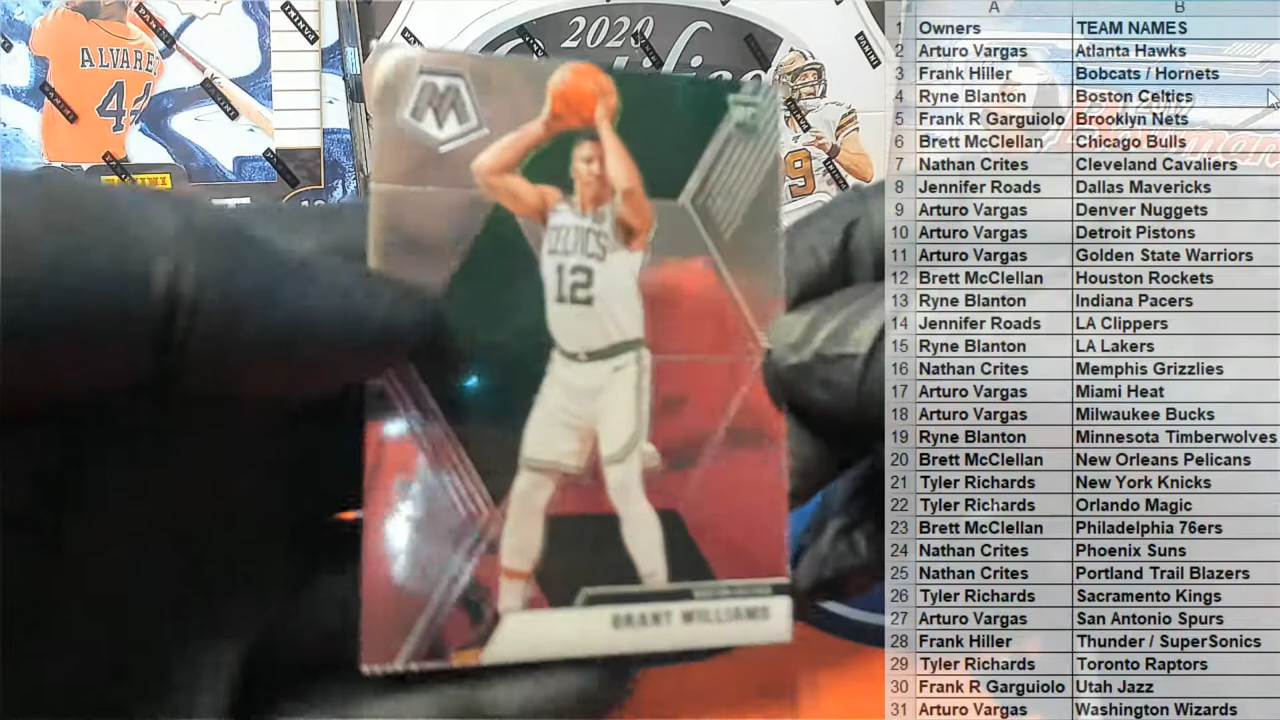 ALVAREZ
44
PANINI
PANINI
PANINI
2020
Certified
9
CELTICS
12
GRANT WILLIAMS
A B
1 Owners TEAM NAMES
2 Arturo Vargas Atlanta Hawks
3 Frank Hiller Bobcats / Hornets
4 Ryne Blanton Boston Celtics
5 Frank R Garguiolo Brooklyn Nets
6 Brett McClellan Chicago Bulls
7 Nathan Crites Cleveland Cavaliers
8 Jennifer Roads Dallas Mavericks
9 Arturo Vargas Denver Nuggets
10 Arturo Vargas Detroit Pistons
11 Arturo Vargas Golden State Warriors
12 Brett McClellan Houston Rockets
13 Ryne Blanton Indiana Pacers
14 Jennifer Roads LA Clippers
15 Ryne Blanton LA Lakers
16 Nathan Crites Memphis Grizzlies
17 Arturo Vargas Miami Heat
18 Arturo Vargas Milwaukee Bucks
19 Ryne Blanton Minnesota Timberwolves
20 Brett McClellan New Orleans Pelicans
21 Tyler Richards New York Knicks
22 Tyler Richards Orlando Magic
23 Brett McClellan Philadelphia 76ers
24 Nathan Crites Phoenix Suns
25 Nathan Crites Portland Trail Blazers
26 Tyler Richards Sacramento Kings
27 Arturo Vargas San Antonio Spurs
28 Frank Hiller Thunder / SuperSonics
29 Tyler Richards Toronto Raptors
30 Frank R Garguiolo Utah Jazz
31 Arturo Vargas Washington Wizards